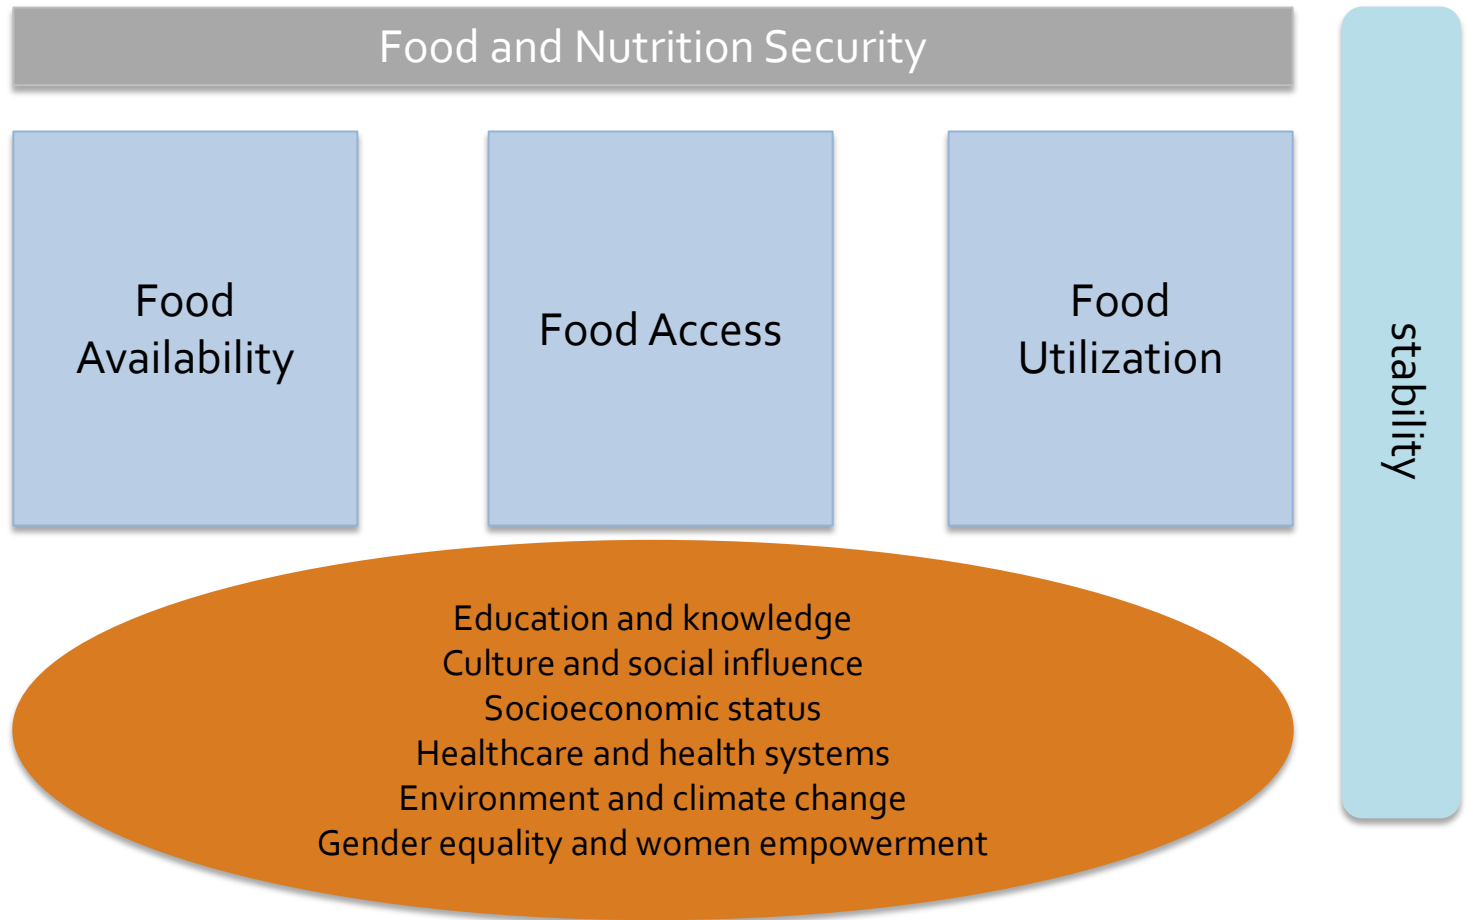 Food and Nutrition Security
Food
Availability
Food Access
Food
Utilization
stability
Education and knowledge
Culture and social influence
Socioeconomic status
Healthcare and health systems
Environment and climate change
Gender equality and women empowerment